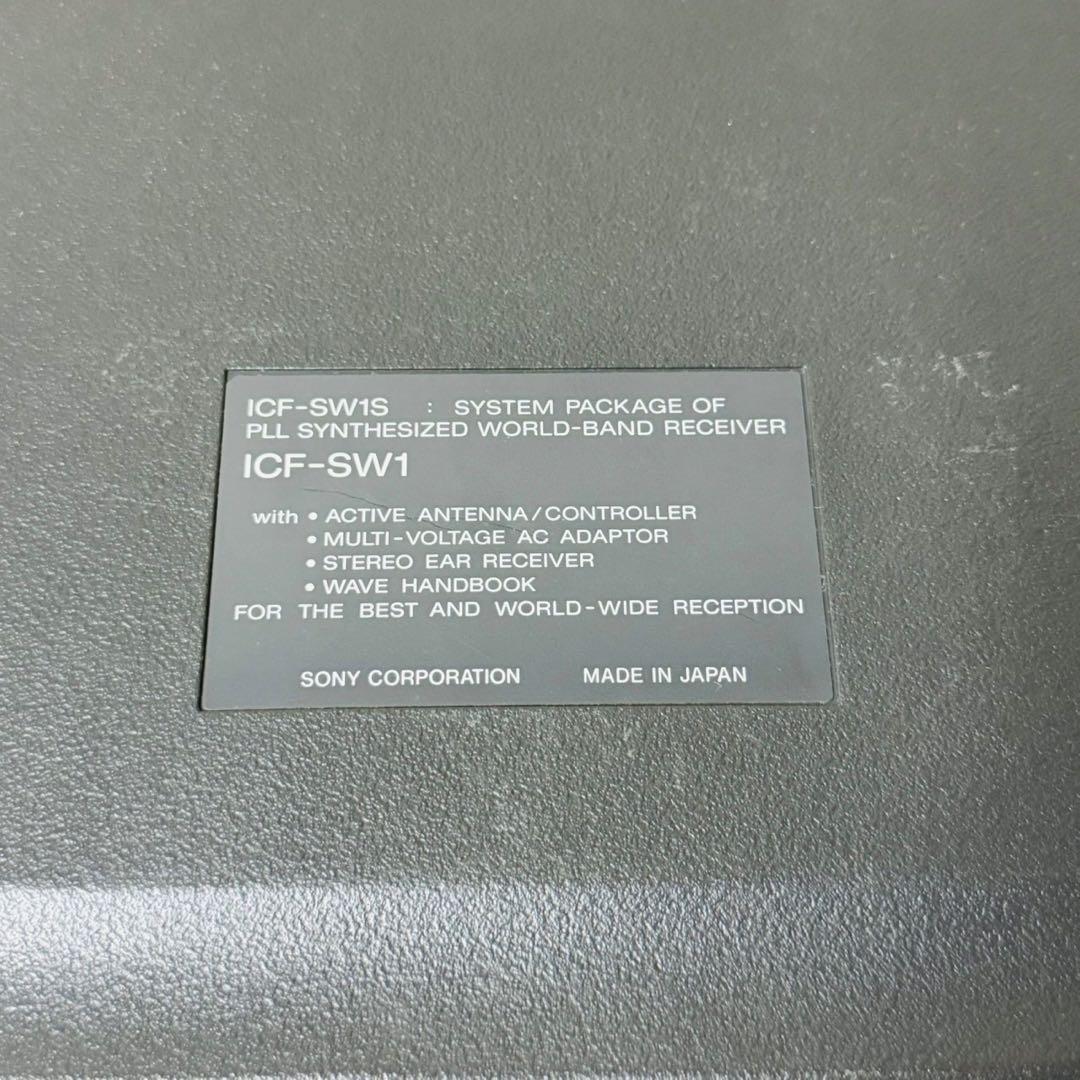 ICF-SW1S : SYSTEM PACKAGE OF
PLL SYNTHESIZED WORLD-BAND RECEIVER
ICF-SW1
with • ACTIVE ANTENNA/CONTROLLER
• MULTI-VOLTAGE AC ADAPTOR
• STEREO EAR RECEIVER
• WAVE HANDBOOK
FOR THE BEST AND WORLD-WIDE RECEPTION
SONY CORPORATION MADE IN JAPAN